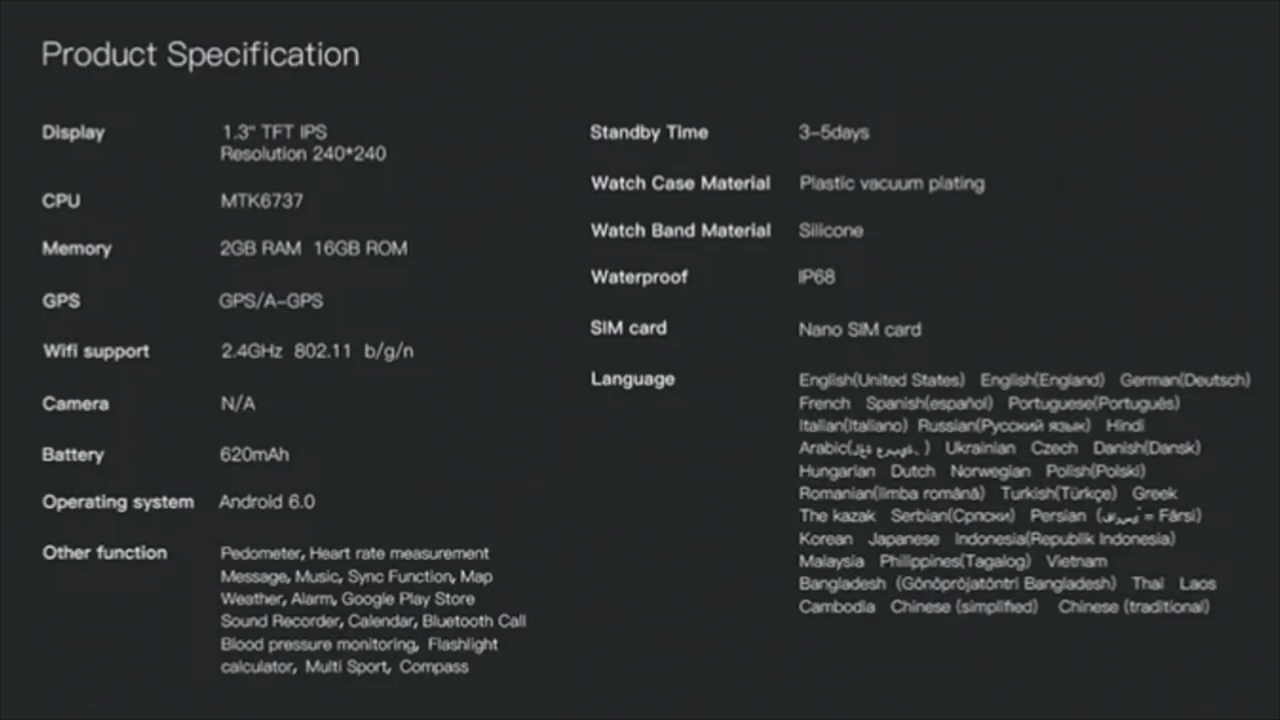 Product Specification
Display 1.3" TFT IPS
Resolution 240*240
CPU MTK6737
Memory 2GB RAM 16GB ROM
GPS GPS/A-GPS
Wifi support 2.4GHz 802.11 b/g/n
Camera N/A
Battery 620mAh
Operating system Android 6.0
Other function Pedometer, Heart rate measurement
Message, Music, Sync Function, Map
Weather, Alarm, Google Play Store
Sound Recorder, Calendar, Bluetooth Call
Blood pressure monitoring, Flashlight
calculator, Multi Sport, Compass
Standby Time 3-5days
Watch Case Material Plastic vacuum plating
Watch Band Material Silicone
Waterproof IP68
SIM card Nano SIM card
Language English(United States) English(England) German(Deutsch)
French Spanish(español) Portuguese(Português)
Italian(Italiano) Russian(Русский язык) Hindi
Arabic( ) Ukrainian Czech Danish(Dansk)
Hungarian Dutch Norwegian Polish(Polski)
Romanian(limba română) Turkish(Türkçe) Greek
The kazak Serbian(Српски) Persian ( = Fārsi)
Korean Japanese Indonesia(Republik Indonesia)
Malaysia Philippines(Tagalog) Vietnam
Bangladesh Bangladesh) Thai Laos
Cambodia Chinese (simplified) Chinese (traditional)